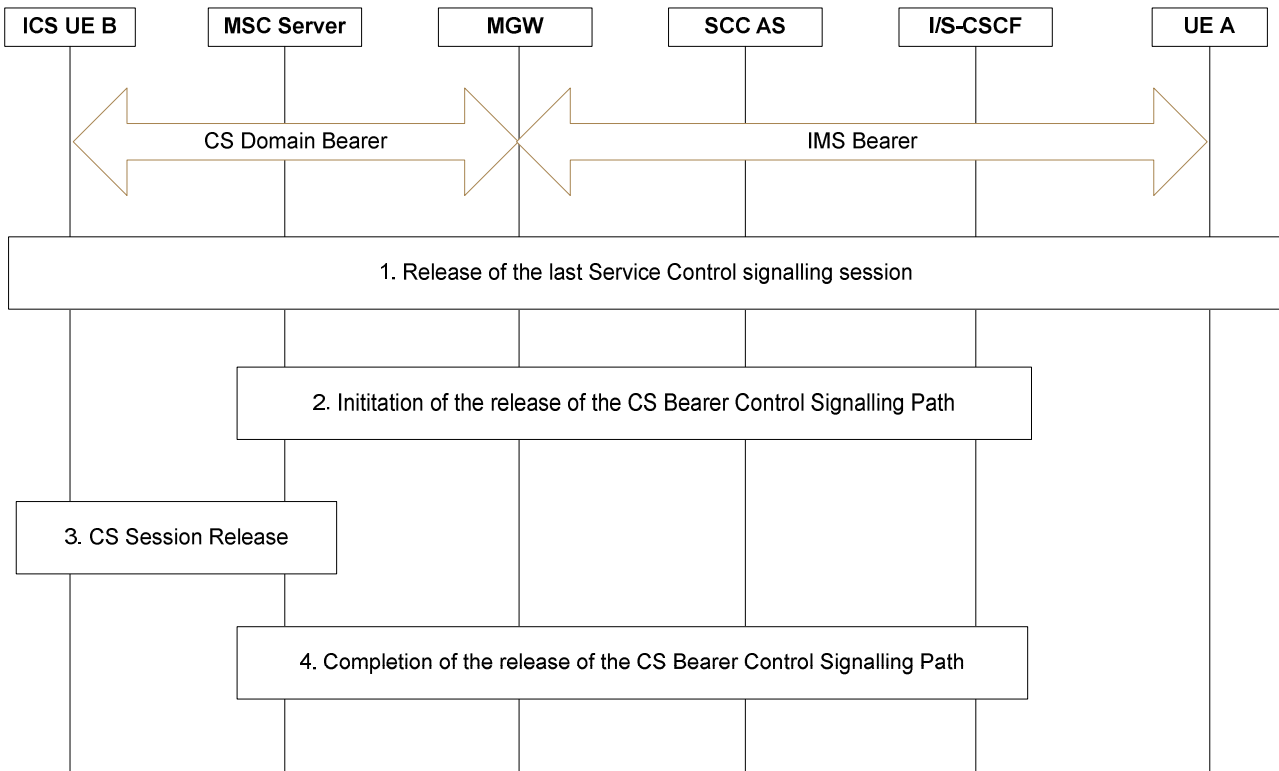 ICS UE B
MSC Server
MGW
SCC AS
I/S-CSCF
UE A
CS Domain Bearer
IMS Bearer
1. Release of the last Service Control signalling session
2. Inititation of the release of the CS Bearer Control Signalling Path
3. CS Session Release
4. Completion of the release of the CS Bearer Control Signalling Path